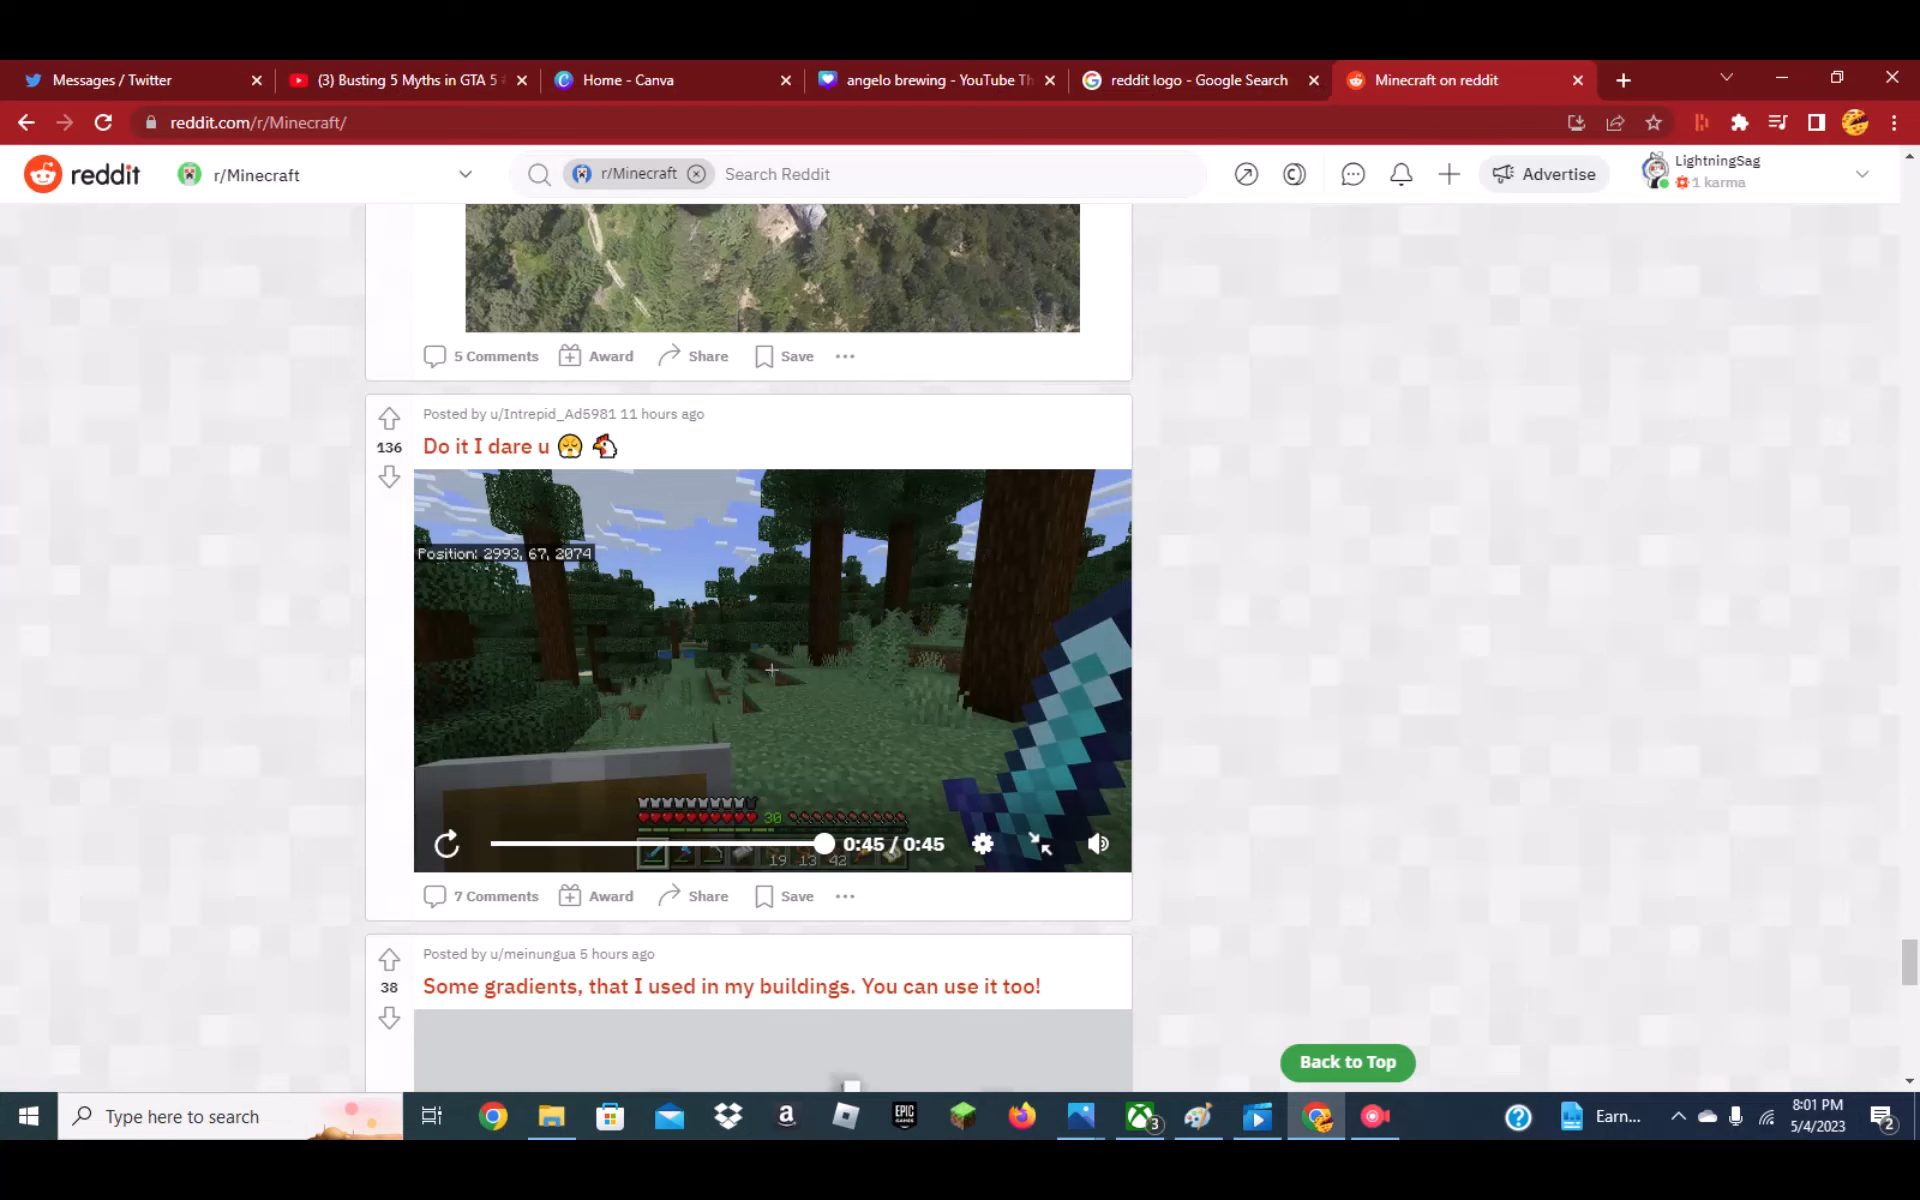 Messages / Twitter
(3) Busting 5 Myths in GTA 5
Home - Canva
angelo brewing - YouTube Th
reddit logo - Google Search
Minecraft on reddit
reddit.com/r/Minecraft/
reddit
r/Minecraft
r/Minecraft
Search Reddit
Advertise
LightningSag
1 karma
5 Comments
Award
Share
Save
Posted by u/Intrepid_Ad5981 11 hours ago
136
Do it I dare u 😤 🐔
Position: 2993, 67, 2074
30
0:45 / 0:45
19 13 42
7 Comments
Award
Share
Save
Posted by u/meinungua 5 hours ago
38
Some gradients, that I used in my buildings. You can use it too!
Back to Top
Type here to search
EPIC GAMES
3
Earn...
8:01 PM
5/4/2023
2